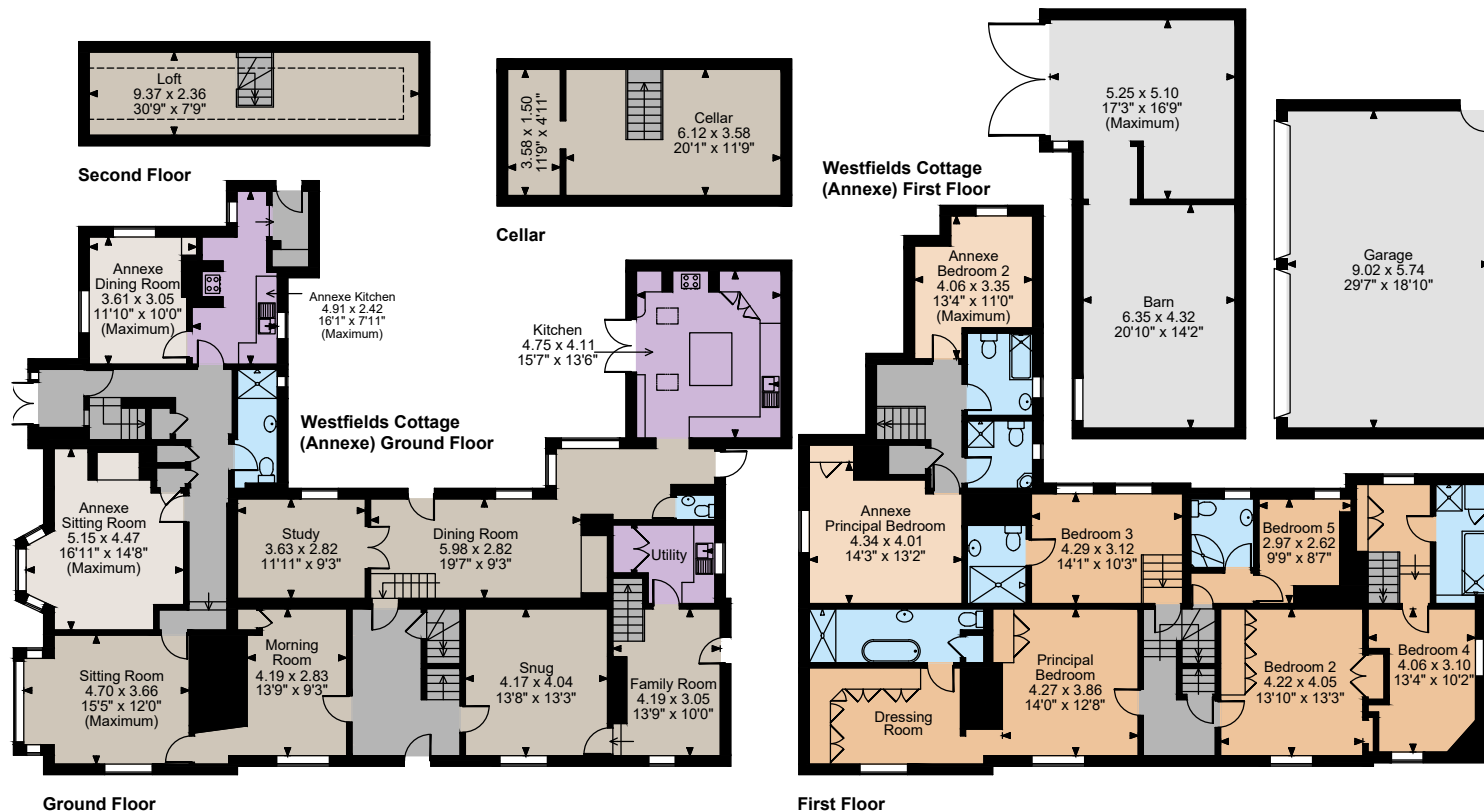 Loft
9.37 x 2.36
30'9" x 7'9"
Second Floor
3.58 x 1.50
11'9" x 4'11"
Cellar
6.12 x 3.58
20'1" x 11'9"
Cellar
Westfields Cottage
(Annexe) First Floor
5.25 x 5.10
17'3" x 16'9"
(Maximum)
Barn
6.35 x 4.32
20'10" x 14'2"
Garage
9.02 x 5.74
29'7" x 18'10"
Annexe
Dining Room
3.61 x 3.05
11'10" x 10'0"
(Maximum)
Annexe Kitchen
4.91 x 2.42
16'1" x 7'11"
(Maximum)
Kitchen
4.75 x 4.11
15'7" x 13'6"
Annexe
Bedroom 2
4.06 x 3.35
13'4" x 11'0"
(Maximum)
Westfields Cottage
(Annexe) Ground Floor
Annexe
Sitting Room
5.15 x 4.47
16'11" x 14'8"
(Maximum)
Study
3.63 x 2.82
11'11" x 9'3"
Dining Room
5.98 x 2.82
19'7" x 9'3"
Utility
Sitting Room
4.70 x 3.66
15'5" x 12'0"
(Maximum)
Morning
Room
4.19 x 2.83
13'9" x 9'3"
Snug
4.17 x 4.04
13'8" x 13'3"
Family Room
4.19 x 3.05
13'9" x 10'0"
Ground Floor
Annexe
Principal Bedroom
4.34 x 4.01
14'3" x 13'2"
Bedroom 3
4.29 x 3.12
14'1" x 10'3"
Bedroom 5
2.97 x 2.62
9'9" x 8'7"
Dressing
Room
Principal
Bedroom
4.27 x 3.86
14'0" x 12'8"
Bedroom 2
4.22 x 4.05
13'10" x 13'3"
Bedroom 4
4.06 x 3.10
13'4" x 10'2"
First Floor